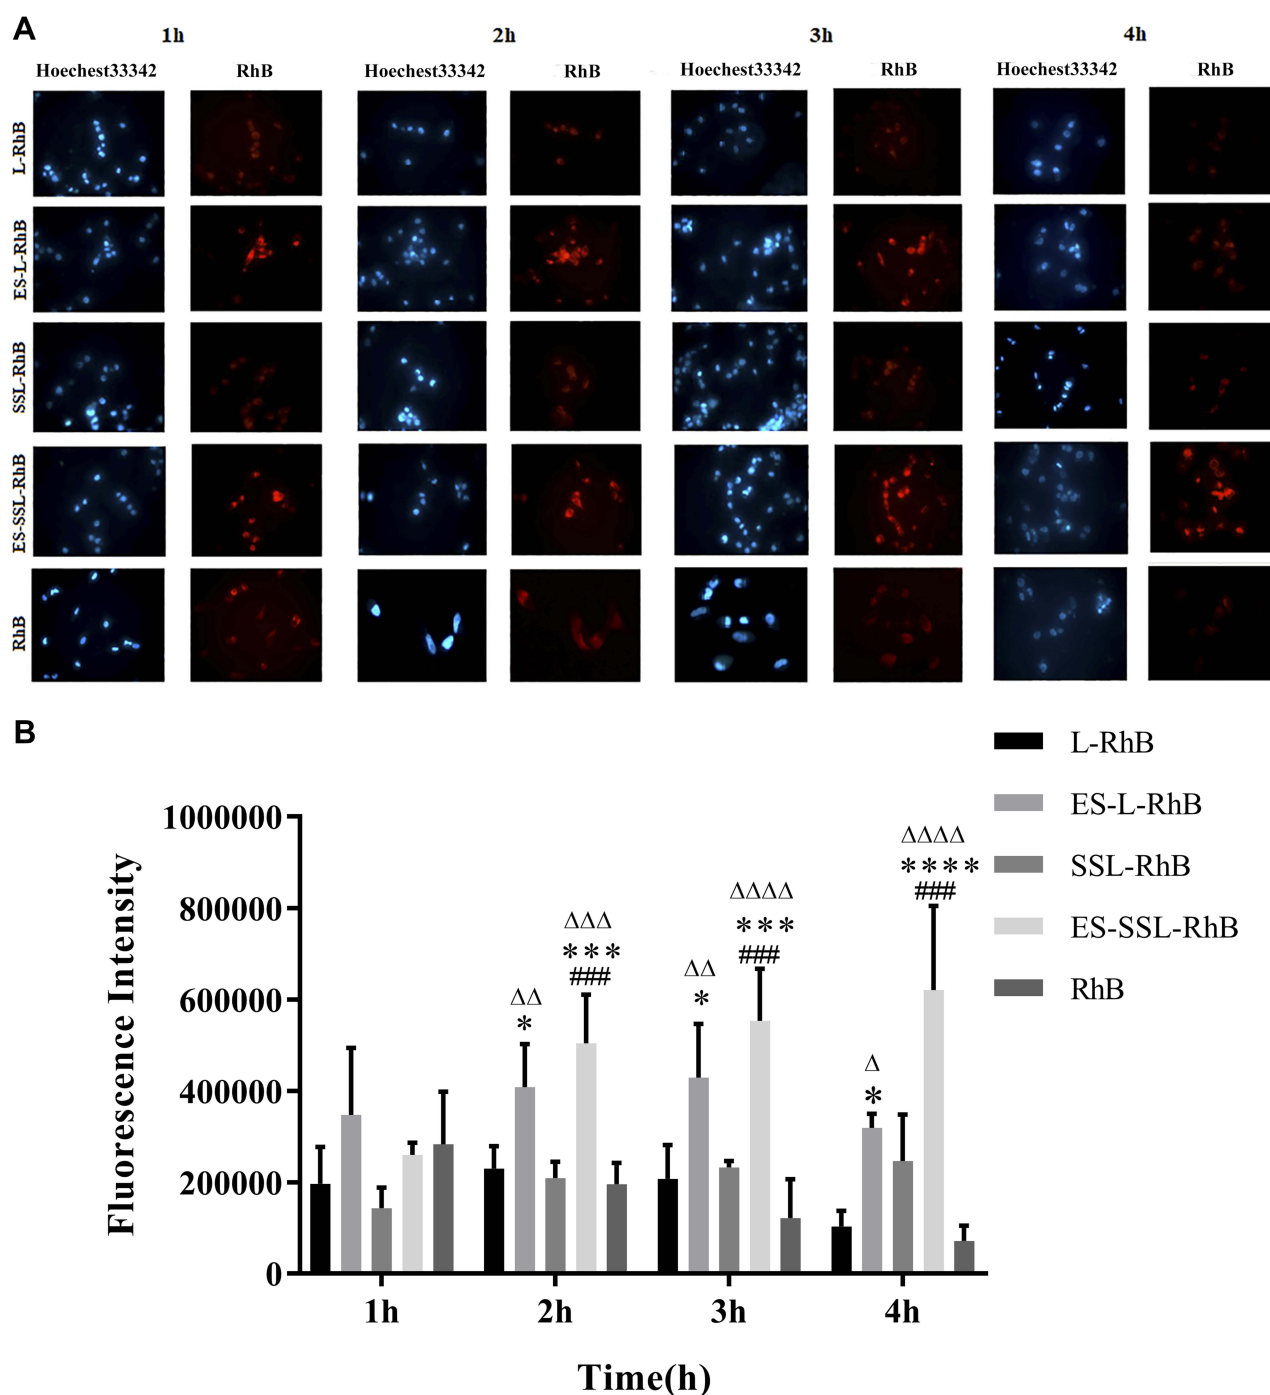 A
1h 2h 3h 4h
Hoechest33342 RhB Hoechest33342 RhB Hoechest33342 RhB Hoechest33342 RhB
L-RhB
ES-L-RhB
SSL-RhB
ES-SSL-RhB
RhB
B
L-RhB
ES-L-RhB
SSL-RhB
ES-SSL-RhB
RhB
Fluorescence Intensity
1000000
800000
600000
400000
200000
0
ΔΔ
*
ΔΔΔ
***
###
ΔΔ
*
ΔΔΔΔ
***
###
Δ
*
ΔΔΔΔ
****
###
1h 2h 3h 4h
Time(h)